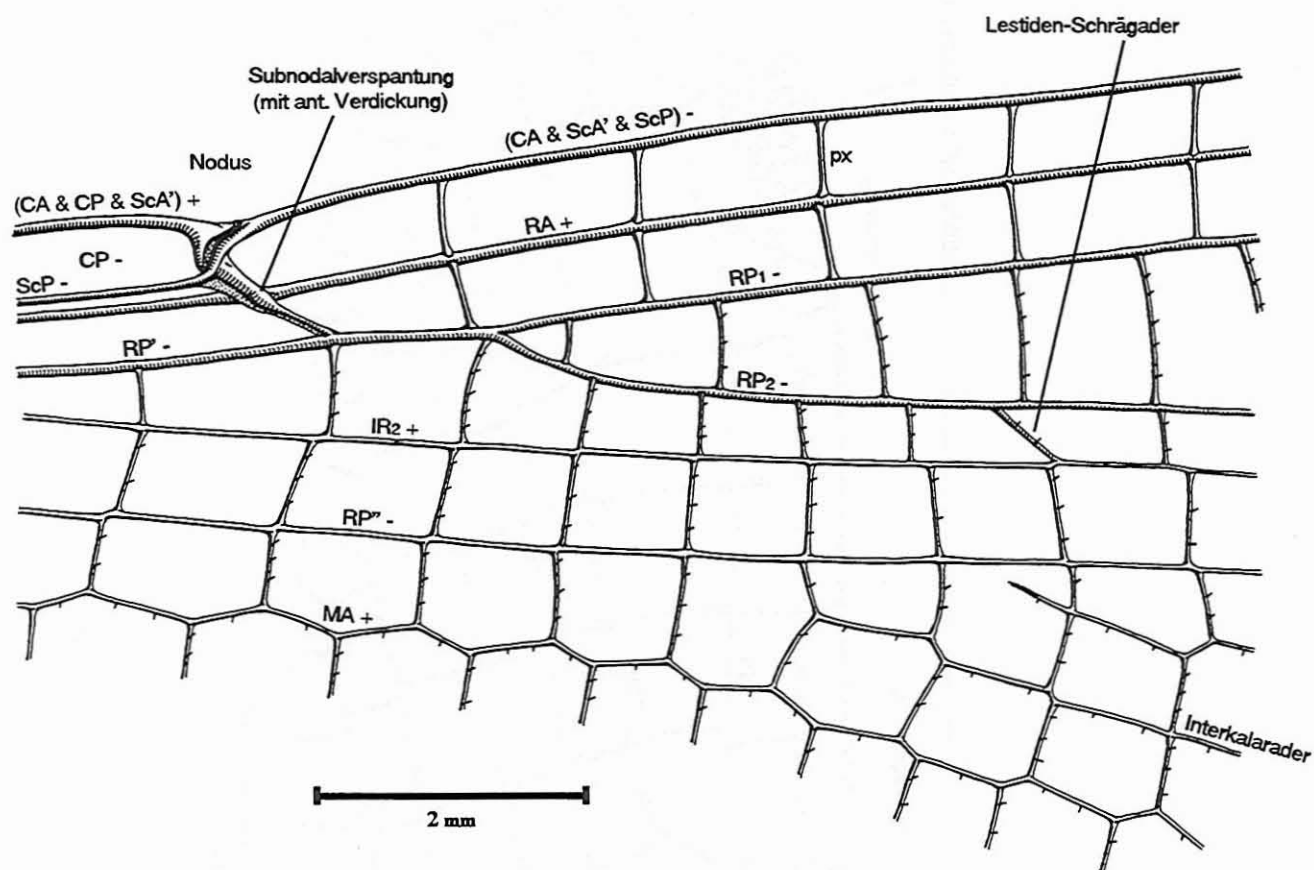 Lestiden-Schrägader
Subnodalverspantung
(mit ant. Verdickung)
(CA & ScA' & ScP) -
Nodus
px
(CA & CP & ScA') +
RA +
CP -
ScP -
RP1 -
RP' -
RP2 -
IR2 +
RP" -
MA +
Interkalarader
2 mm